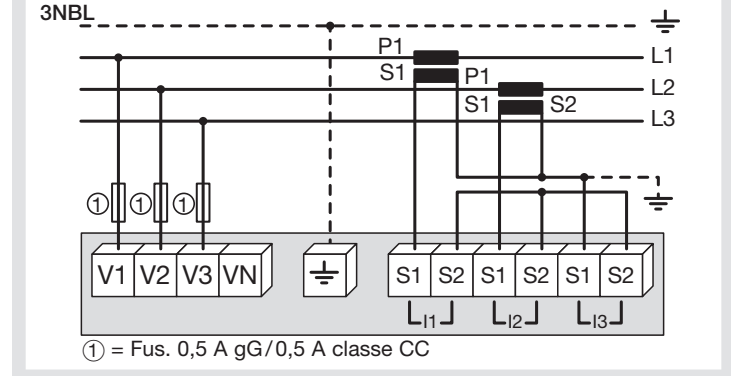 3NBL
P1 L1
S1 P1 L2
S1 S2 L3
1 1 1
V1 V2 V3 VN S1 S2 S1 S2 S1 S2
I1 I2 I3
① = Fus. 0,5 A gG/0,5 A classe CC